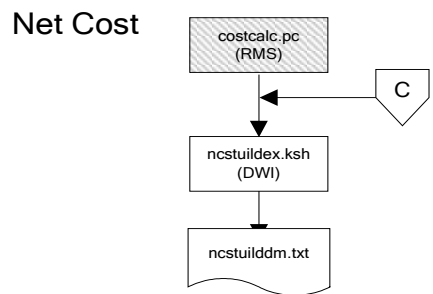 Net Cost
costcalc.pc
(RMS)
C
ncstuildex.ksh
(DWI)
ncstuilddm.txt